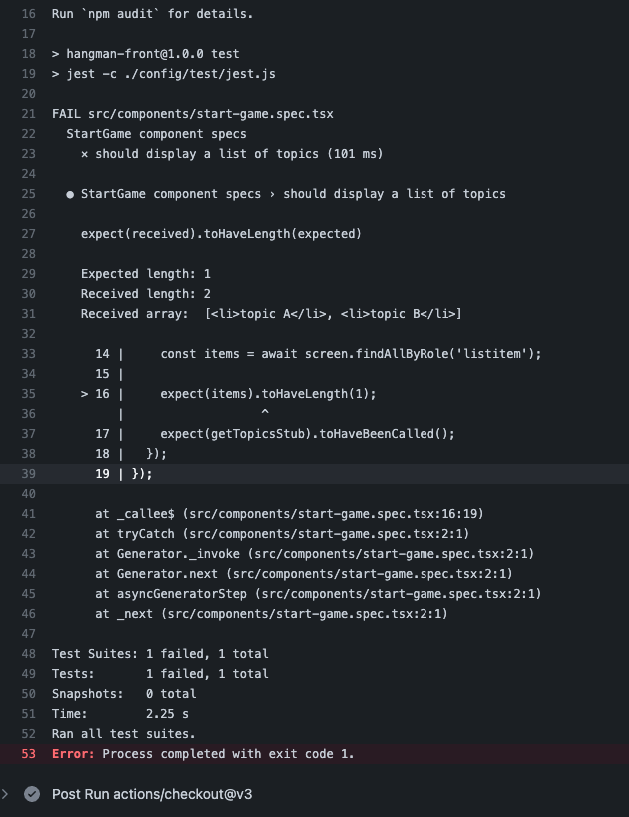 16 Run `npm audit` for details.
17
18 > hangman-front@1.0.0 test
19 > jest -c ./config/test/jest.js
20
21 FAIL src/components/start-game.spec.tsx
22 StartGame component specs
23 × should display a list of topics (101 ms)
24
25 ● StartGame component specs › should display a list of topics
26
27 expect(received).toHaveLength(expected)
28
29 Expected length: 1
30 Received length: 2
31 Received array: [<li>topic A</li>, <li>topic B</li>]
32
33 14 | const items = await screen.findAllByRole('listitem');
34 15 |
35 > 16 | expect(items).toHaveLength(1);
36 | ^
37 17 | expect(getTopicsStub).toHaveBeenCalled();
38 18 | });
39 19 | });
40
41 at _callee$ (src/components/start-game.spec.tsx:16:19)
42 at tryCatch (src/components/start-game.spec.tsx:2:1)
43 at Generator._invoke (src/components/start-game.spec.tsx:2:1)
44 at Generator.next (src/components/start-game.spec.tsx:2:1)
45 at asyncGeneratorStep (src/components/start-game.spec.tsx:2:1)
46 at _next (src/components/start-game.spec.tsx:2:1)
47
48 Test Suites: 1 failed, 1 total
49 Tests: 1 failed, 1 total
50 Snapshots: 0 total
51 Time: 2.25 s
52 Ran all test suites.
53 Error: Process completed with exit code 1.
Post Run actions/checkout@v3